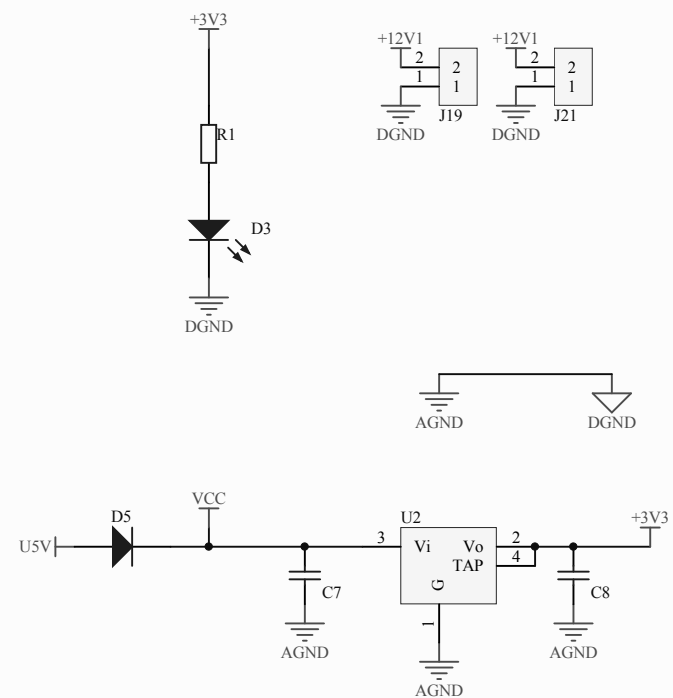 +3V3
R1
D3
DGND
+12V1
2
1
2
1
J19
DGND
+12V1
2
1
2
1
J21
DGND
AGND
DGND
U5V
D5
VCC
C7
AGND
U2
3
Vi
Vo
2
TAP
4
G
1
AGND
+3V3
C8
AGND